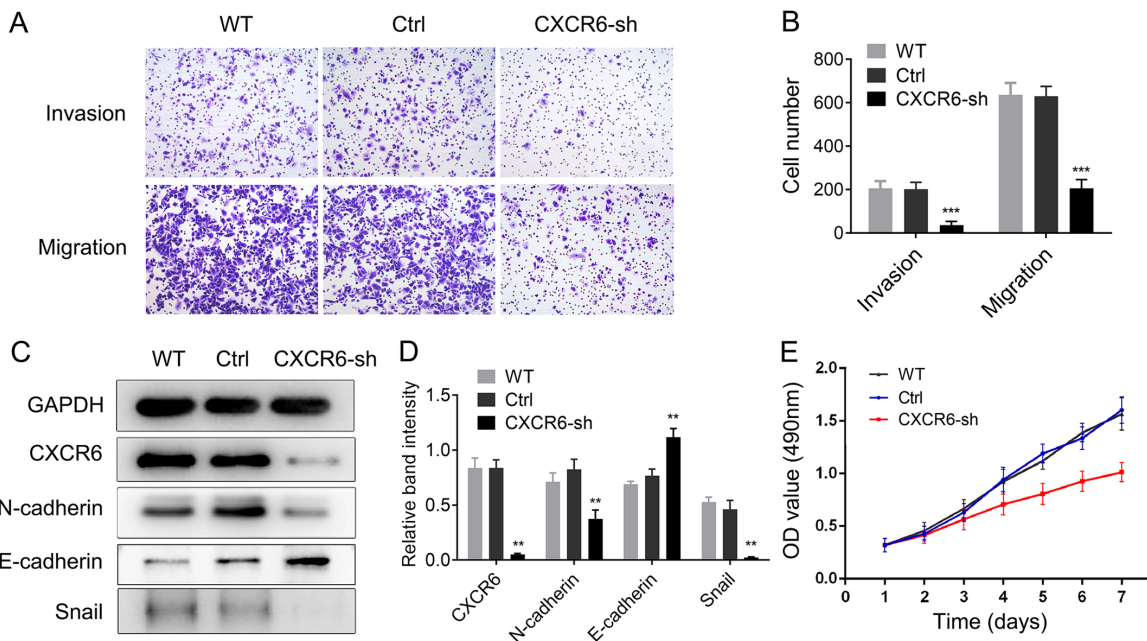 A
WT Ctrl CXCR6-sh
Invasion
Migration
B
WT
Ctrl
CXCR6-sh
Cell number
800
600
400
200
0
***
***
Invasion
Migration
C
WT Ctrl CXCR6-sh
GAPDH
CXCR6
N-cadherin
E-cadherin
Snail
D
WT
Ctrl
CXCR6-sh
Relative band intensity
1.5
1.0
0.5
0.0
**
**
**
**
CXCR6
N-cadherin
E-cadherin
Snail
E
WT
Ctrl
CXCR6-sh
OD value (490nm)
2.0
1.5
1.0
0.5
0.0
0 1 2 3 4 5 6 7
Time (days)